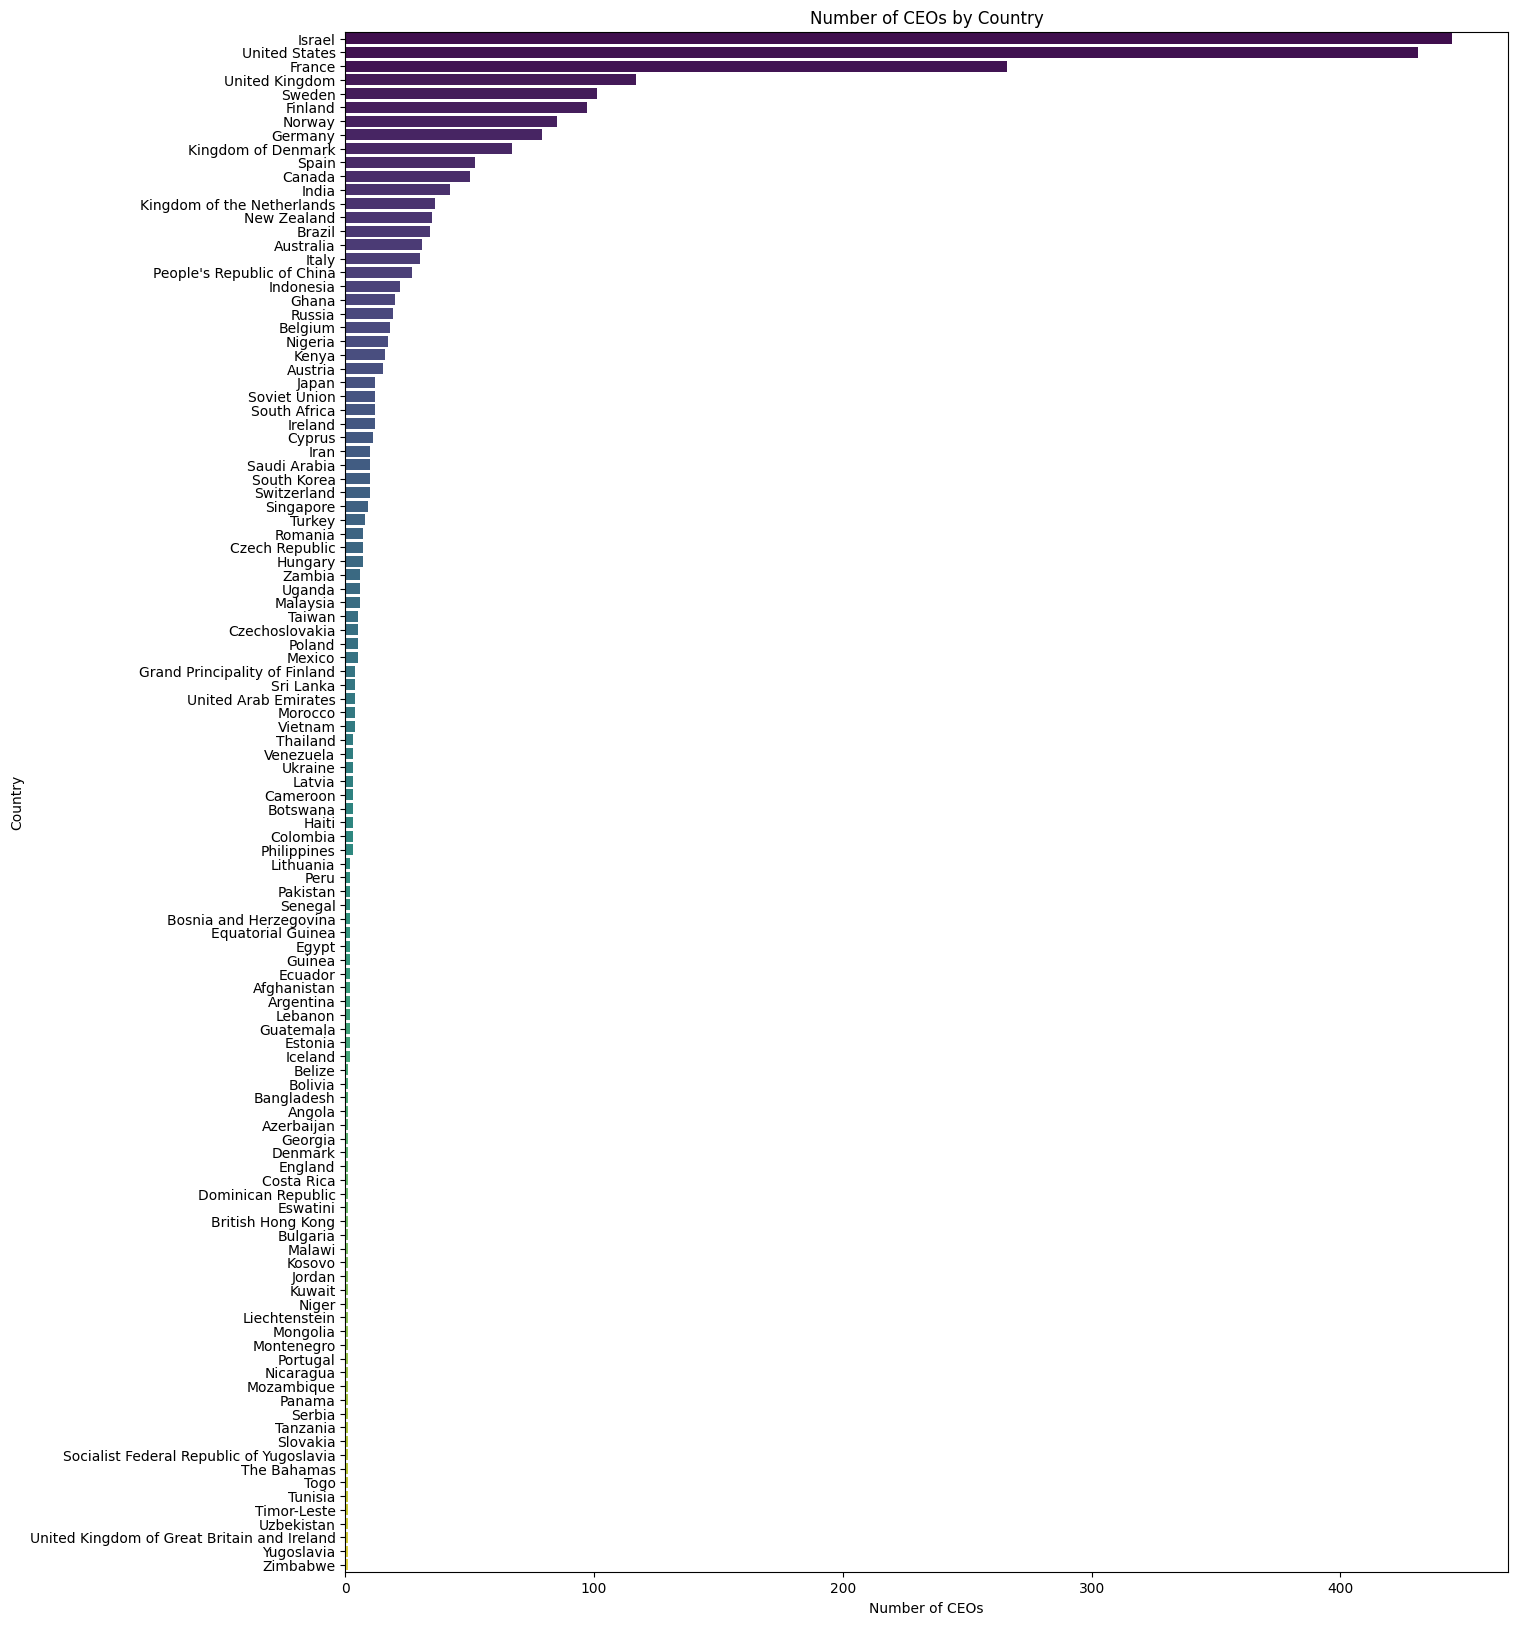 Number of CEOs by Country
Israel
United States
France
United Kingdom
Sweden
Finland
Norway
Germany
Kingdom of Denmark
Spain
Canada
India
Kingdom of the Netherlands
New Zealand
Brazil
Australia
Italy
People's Republic of China
Indonesia
Ghana
Russia
Belgium
Nigeria
Kenya
Austria
Japan
Soviet Union
South Africa
Ireland
Cyprus
Iran
Saudi Arabia
South Korea
Switzerland
Singapore
Turkey
Romania
Czech Republic
Hungary
Zambia
Uganda
Malaysia
Taiwan
Czechoslovakia
Poland
Mexico
Grand Principality of Finland
Sri Lanka
United Arab Emirates
Morocco
Vietnam
Thailand
Venezuela
Ukraine
Latvia
Cameroon
Botswana
Haiti
Colombia
Philippines
Lithuania
Peru
Pakistan
Senegal
Bosnia and Herzegovina
Equatorial Guinea
Egypt
Guinea
Ecuador
Afghanistan
Argentina
Lebanon
Guatemala
Estonia
Iceland
Belize
Bolivia
Bangladesh
Angola
Azerbaijan
Georgia
Denmark
England
Costa Rica
Dominican Republic
Eswatini
British Hong Kong
Bulgaria
Malawi
Kosovo
Jordan
Kuwait
Niger
Liechtenstein
Mongolia
Montenegro
Portugal
Nicaragua
Mozambique
Panama
Serbia
Tanzania
Slovakia
Socialist Federal Republic of Yugoslavia
The Bahamas
Togo
Tunisia
Timor-Leste
Uzbekistan
United Kingdom of Great Britain and Ireland
Yugoslavia
Zimbabwe
Country
0 100 200 300 400
Number of CEOs